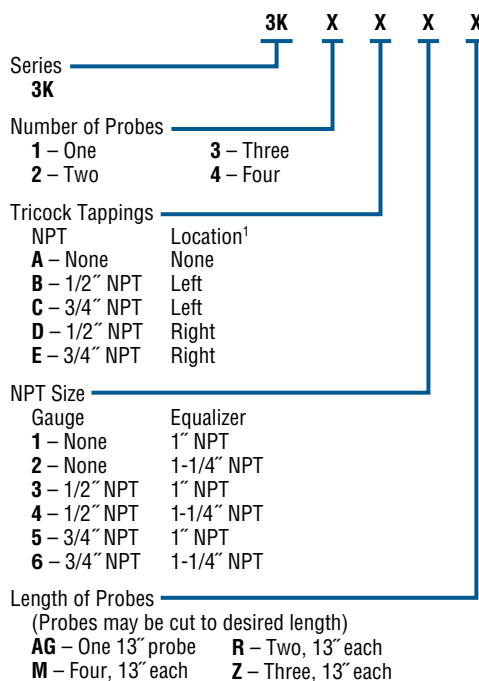 3K X X X X
Series
3K
Number of Probes
1 – One 3 – Three
2 – Two 4 – Four
Tricock Tappings
NPT Location¹
A – None None
B – 1/2˝ NPT Left
C – 3/4˝ NPT Left
D – 1/2˝ NPT Right
E – 3/4˝ NPT Right
NPT Size
Gauge Equalizer
1 – None 1˝ NPT
2 – None 1-1/4˝ NPT
3 – 1/2˝ NPT 1˝ NPT
4 – 1/2˝ NPT 1-1/4˝ NPT
5 – 3/4˝ NPT 1˝ NPT
6 – 3/4˝ NPT 1-1/4˝ NPT
Length of Probes
(Probes may be cut to desired length)
AG – One 13˝ probe R – Two, 13˝ each
M – Four, 13˝ each Z – Three, 13˝ each